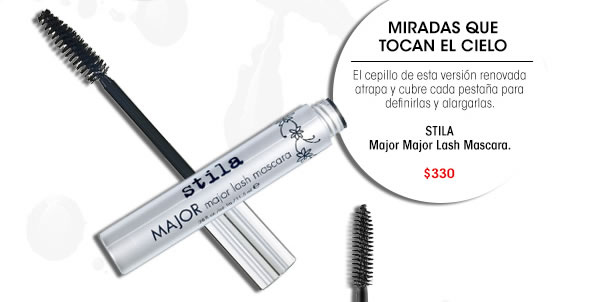 MIRADAS QUE
TOCAN EL CIELO
El cepillo de esta versión renovada
atrapa y cubre cada pestaña para
definirlas y alargarlas.
STILA
Major Major Lash Mascara.
$330
stila
MAJOR major lash mascara